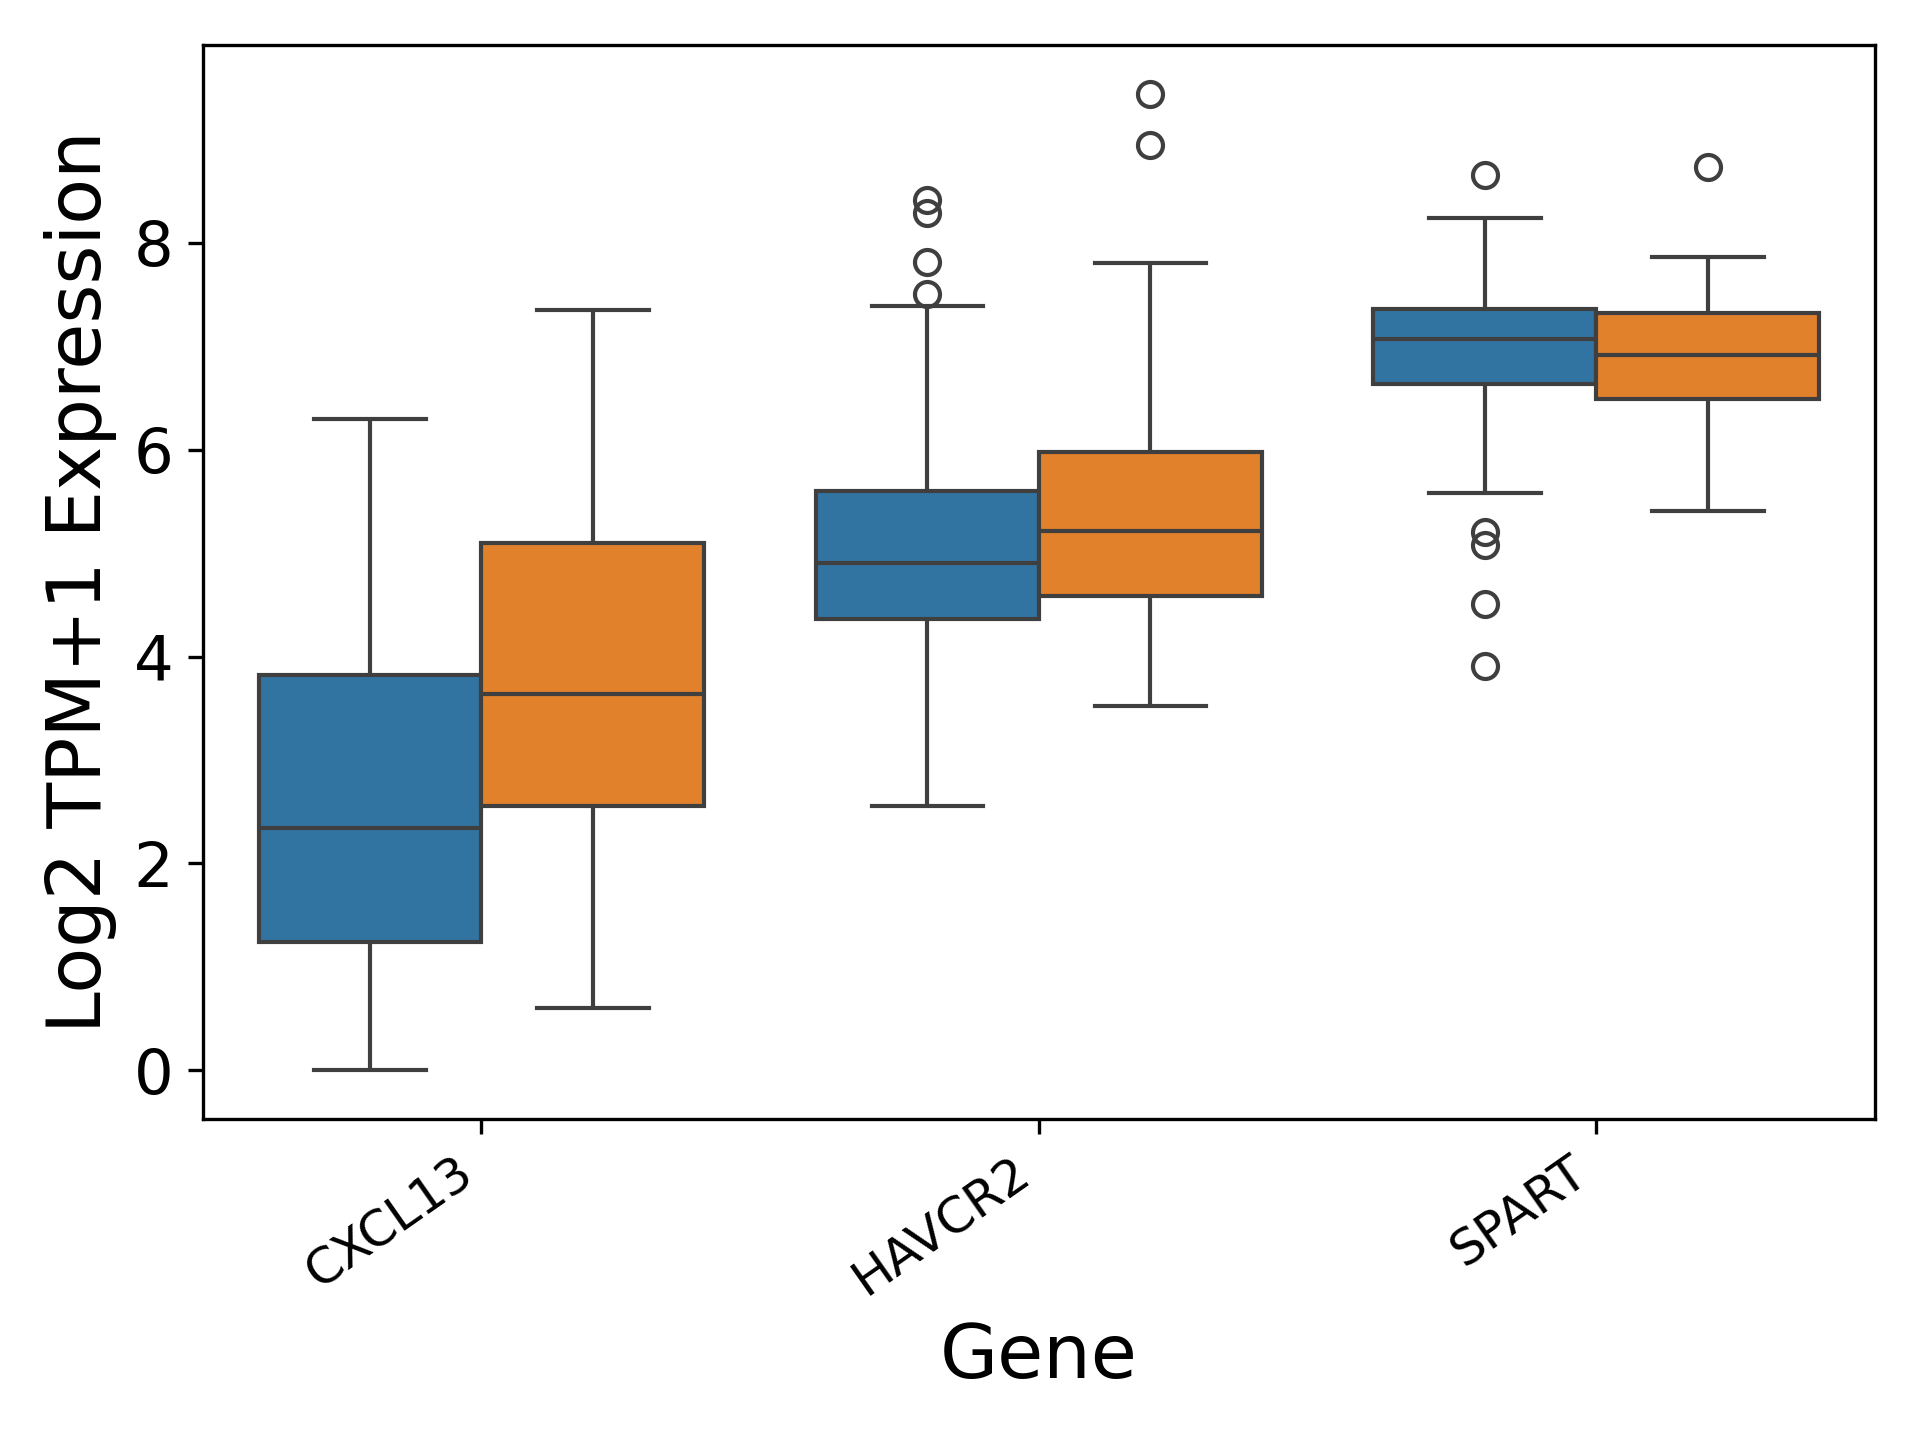 Log2 TPM+1 Expression
8
6
4
2
0
CXCL13
HAVCR2
SPART
Gene